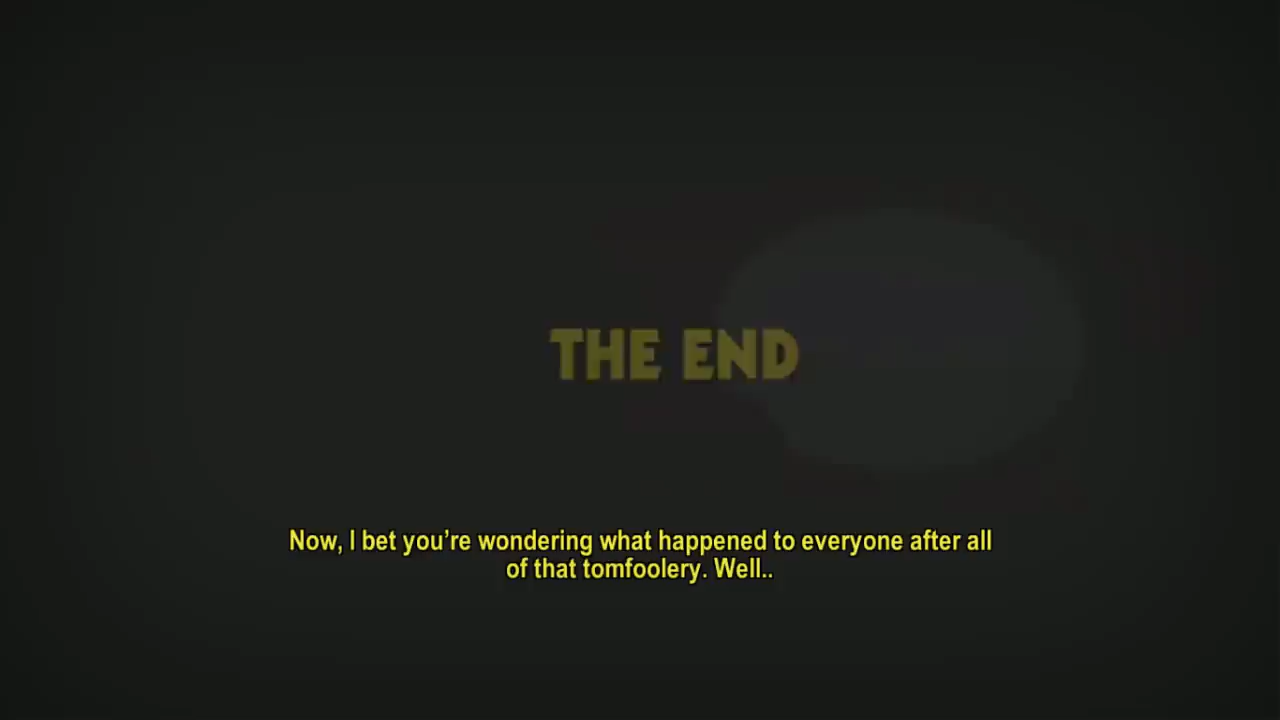 THE END
Now, I bet you're wondering what happened to everyone after all
of that tomfoolery. Well..